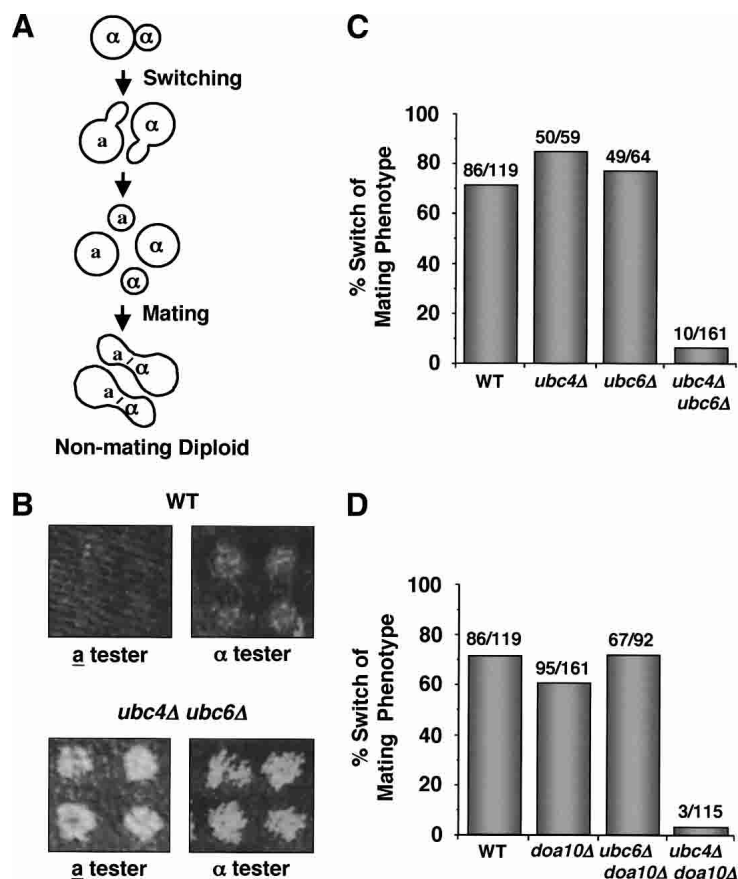 A
α α
Switching
a α
a
a α
α
Mating
a α
a α
Non-mating Diploid
B
WT
a tester
α tester
ubc4Δ ubc6Δ
a tester
α tester
C
% Switch of
Mating Phenotype
100
80
60
40
20
0
86/119
50/59
49/64
10/161
WT
ubc4Δ
ubc6Δ
ubc4Δ
ubc6Δ
D
% Switch of
Mating Phenotype
100
80
60
40
20
0
86/119
95/161
67/92
3/115
WT
doa10Δ
ubc6Δ
doa10Δ
ubc4Δ
doa10Δ